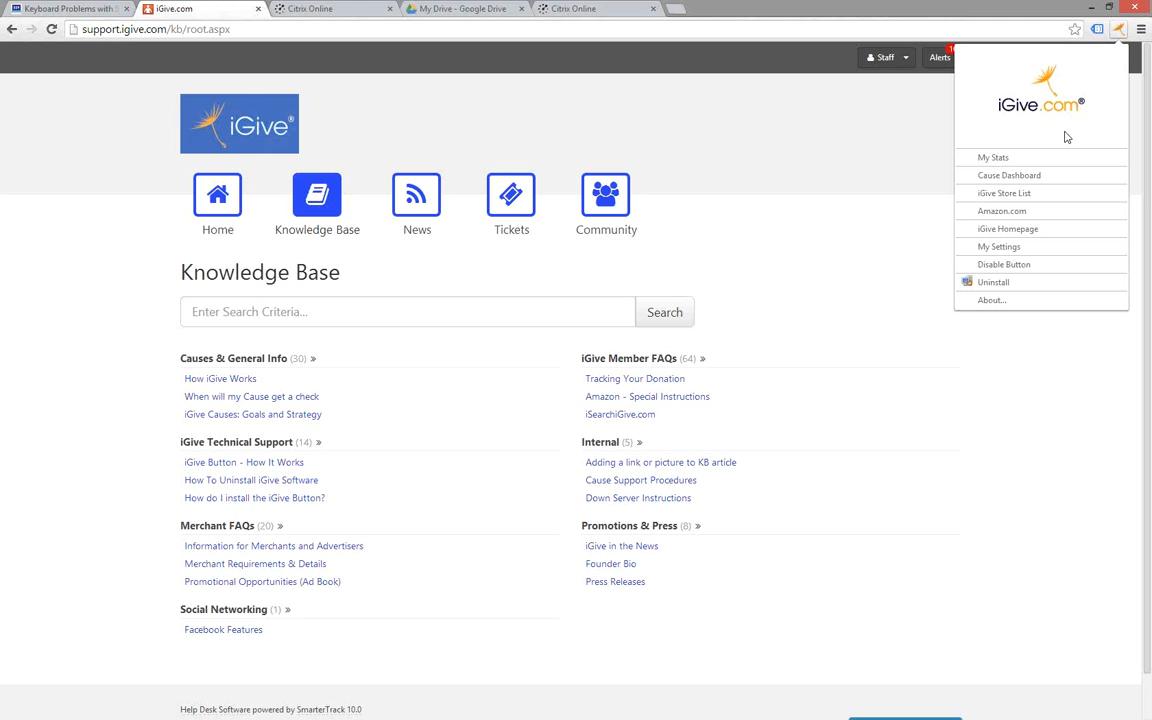 Keyboard Problems with
iGive.com
Citrix Online
My Drive - Google Drive
Citrix Online
support.igive.com/kb/root.aspx
Staff
Alerts
iGive.com®
iGive®
My Stats
Cause Dashboard
iGive Store List
Amazon.com
iGive Homepage
My Settings
Disable Button
Uninstall
About...
Home
Knowledge Base
News
Tickets
Community
Knowledge Base
Enter Search Criteria...
Search
Causes & General Info (30) »
How iGive Works
When will my Cause get a check
iGive Causes: Goals and Strategy
iGive Member FAQs (64) »
Tracking Your Donation
Amazon - Special Instructions
iSearchiGive.com
iGive Technical Support (14) »
iGive Button - How It Works
How To Uninstall iGive Software
How do I install the iGive Button?
Internal (5) »
Adding a link or picture to KB article
Cause Support Procedures
Down Server Instructions
Merchant FAQs (20) »
Information for Merchants and Advertisers
Merchant Requirements & Details
Promotional Opportunities (Ad Book)
Promotions & Press (8) »
iGive in the News
Founder Bio
Press Releases
Social Networking (1) »
Facebook Features
Help Desk Software powered by SmarterTrack 10.0